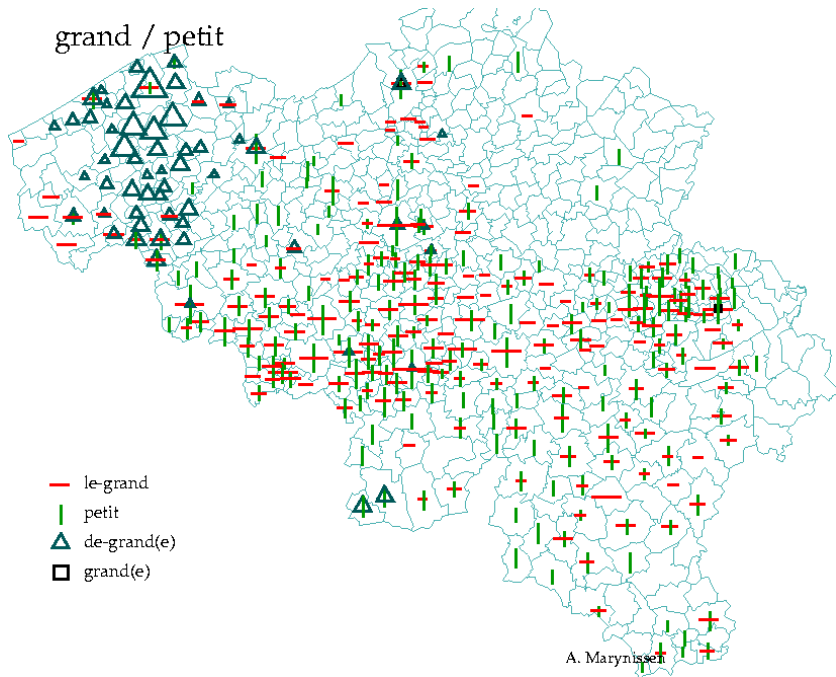 grand / petit
le-grand
petit
de-grand(e)
grand(e)
A. Marynissen